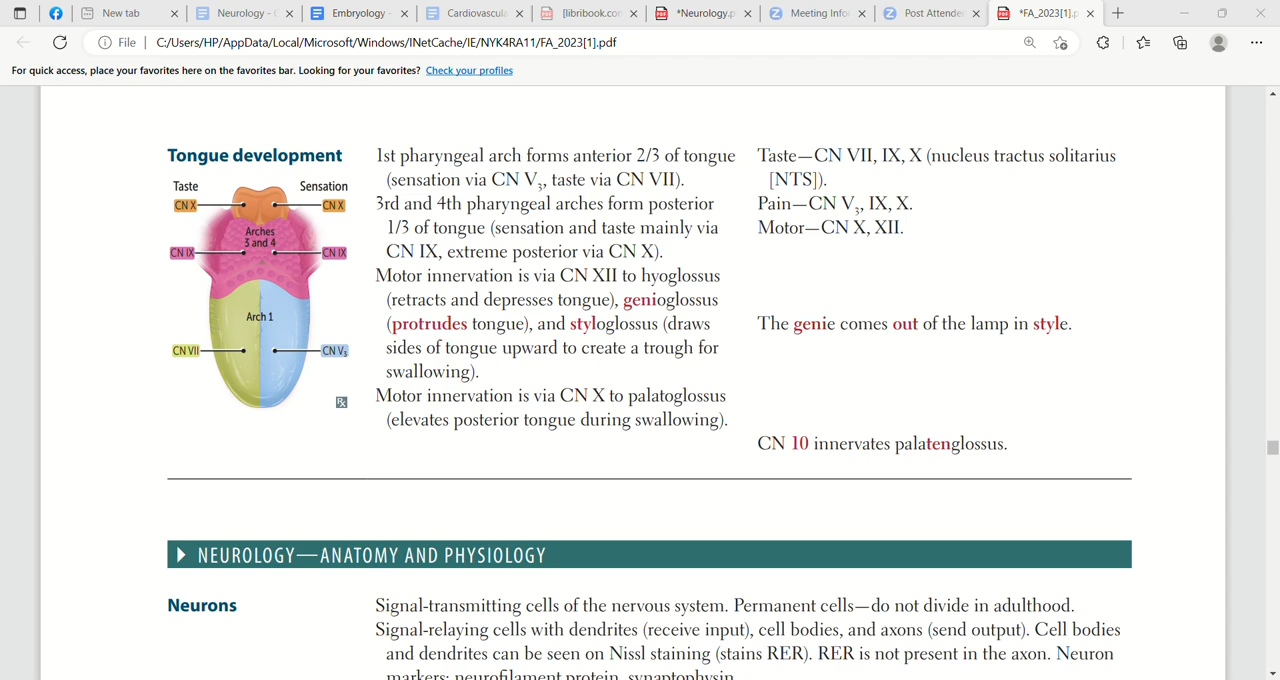 New tab
Neurology - (
Embryology -
Cardiovascula
[libribook.con
*Neurology.p
Meeting Info
Post Attende
*FA_2023[1].p
File
C:/Users/HP/AppData/Local/Microsoft/Windows/INetCache/IE/NYK4RA11/FA_2023[1].pdf
For quick access, place your favorites here on the favorites bar. Looking for your favorites? Check your profiles
Tongue development
Taste
Sensation
CN X
CN X
Arches
3 and 4
CN IX
CN IX
Arch 1
CN VII
CN V3
Rx
1st pharyngeal arch forms anterior 2/3 of tongue
(sensation via CN V3, taste via CN VII).
3rd and 4th pharyngeal arches form posterior
1/3 of tongue (sensation and taste mainly via
CN IX, extreme posterior via CN X).
Motor innervation is via CN XII to hyoglossus
(retracts and depresses tongue), genioglossus
(protrudes tongue), and styloglossus (draws
sides of tongue upward to create a trough for
swallowing).
Motor innervation is via CN X to palatoglossus
(elevates posterior tongue during swallowing).
Taste—CN VII, IX, X (nucleus tractus solitarius
[NTS]).
Pain—CN V3, IX, X.
Motor—CN X, XII.
The genie comes out of the lamp in style.
CN 10 innervates palatenglossus.
NEUROLOGY—ANATOMY AND PHYSIOLOGY
Neurons
Signal-transmitting cells of the nervous system. Permanent cells—do not divide in adulthood.
Signal-relaying cells with dendrites (receive input), cell bodies, and axons (send output). Cell bodies
and dendrites can be seen on Nissl staining (stains RER). RER is not present in the axon. Neuron
markers: neurofilament protein, synaptophysin.